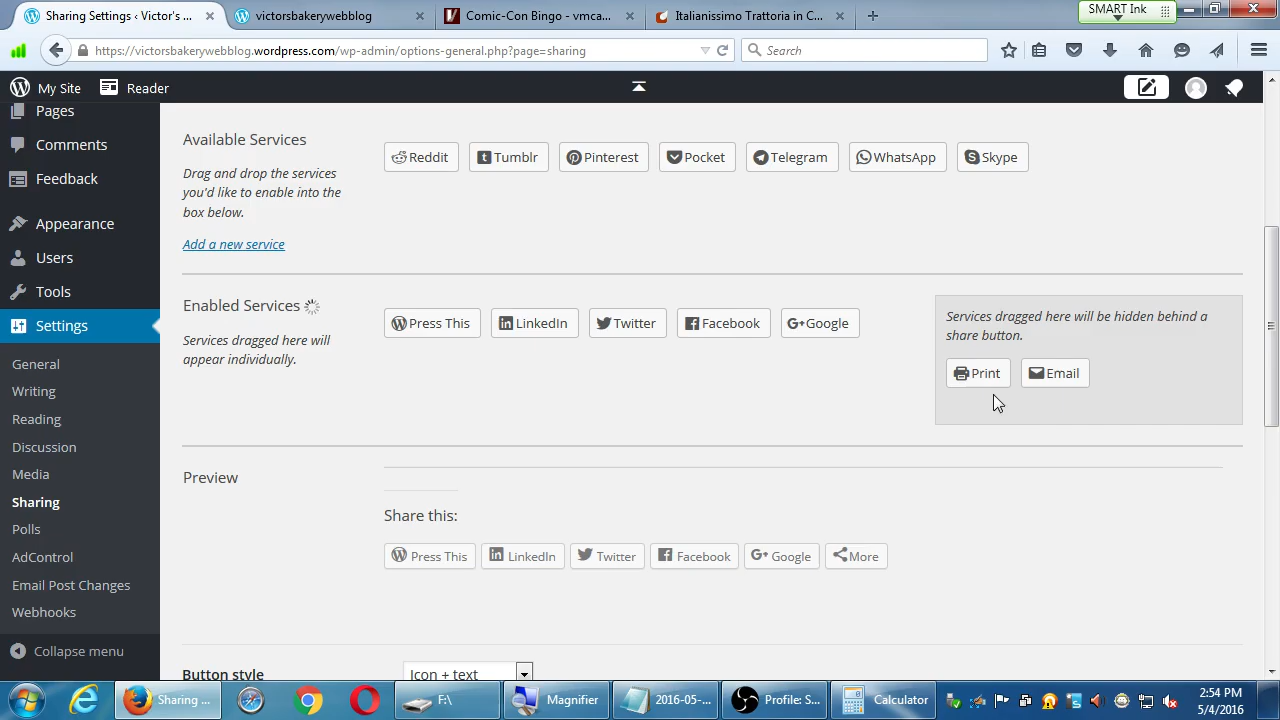 Sharing Settings ‹ Victor's ...
victorsbakerywebblog
Comic-Con Bingo - vmca...
Italianissimo Trattoria in C...
SMART Ink
https://victorsbakerywebblog.wordpress.com/wp-admin/options-general.php?page=sharing
Search
My Site
Reader
Pages
Comments
Feedback
Appearance
Users
Tools
Settings
General
Writing
Reading
Discussion
Media
Sharing
Polls
AdControl
Email Post Changes
Webhooks
Collapse menu
Available Services
Drag and drop the services
you'd like to enable into the
box below.
Add a new service
Reddit
Tumblr
Pinterest
Pocket
Telegram
WhatsApp
Skype
Enabled Services
Services dragged here will
appear individually.
Press This
LinkedIn
Twitter
Facebook
Google
Services dragged here will be hidden behind a
share button.
Print
Email
Preview
Share this:
Press This
LinkedIn
Twitter
Facebook
Google
More
Button style
Icon + text
Sharing ...
F:\
Magnifier
2016-05-...
Profile: S...
Calculator
2:54 PM
5/4/2016